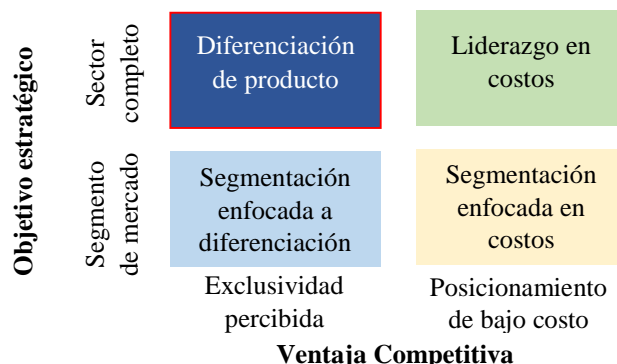 Objetivo estratégico
Sector
completo
Diferenciación
de producto
Liderazgo en
costos
Segmento
de mercado
Segmentación
enfocada a
diferenciación
Segmentación
enfocada en
costos
Exclusividad
percibida
Posicionamiento
de bajo costo
Ventaja Competitiva